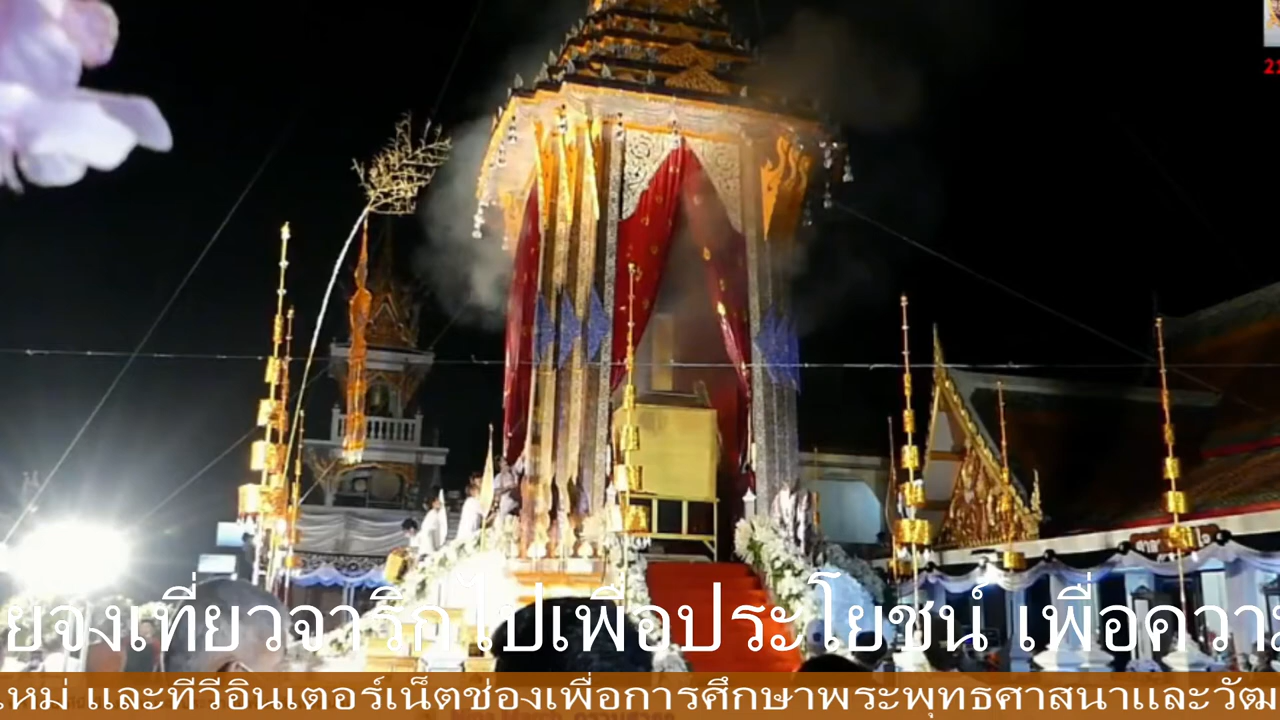 21
ยจงเที่ยวจาริกไปเพื่อประโยชน์ เพื่อควา
หม่ และทีวีอินเตอร์เน็ตช่องเพื่อการศึกษาพระพุทธศาสนาและวัฒ